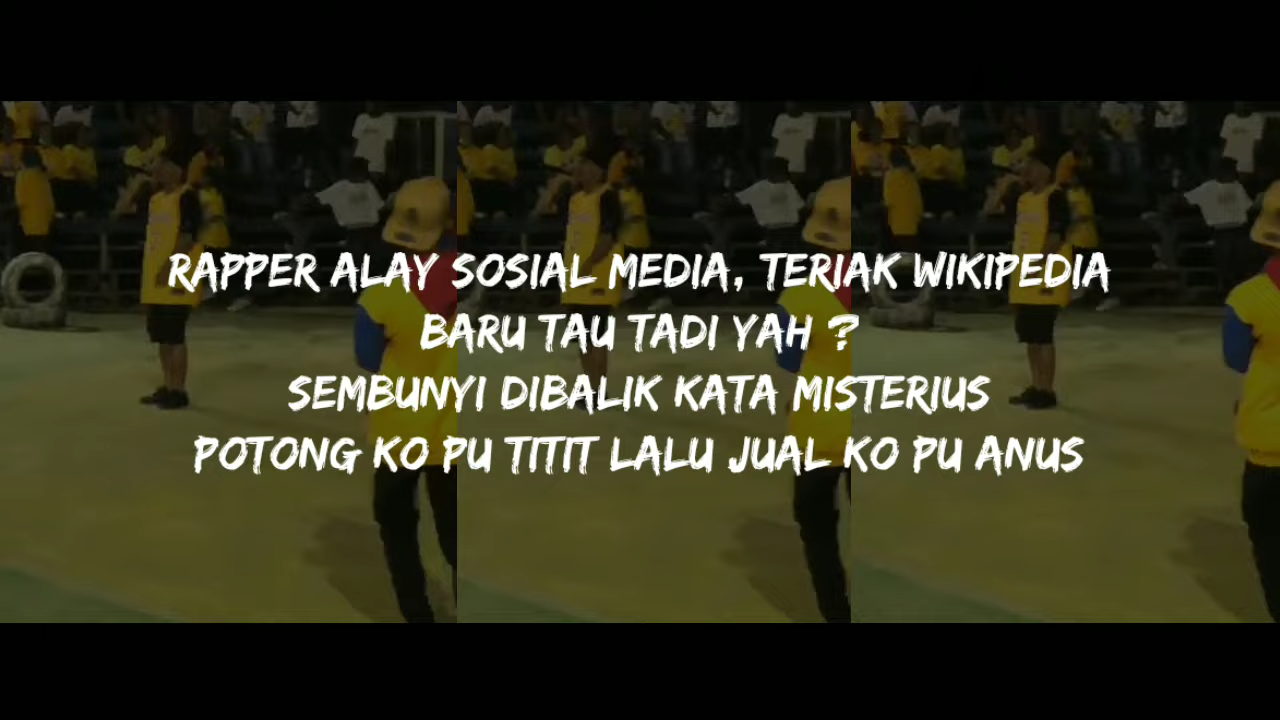 RAPPER ALAY SOSIAL MEDIA, TERIAK WIKIPEDIA
BARU TAU TADI YAH ?
SEMBUNYI DIBALIK KATA MISTERIUS
POTONG KO PU TITIT LALU JUAL KO PU ANUS